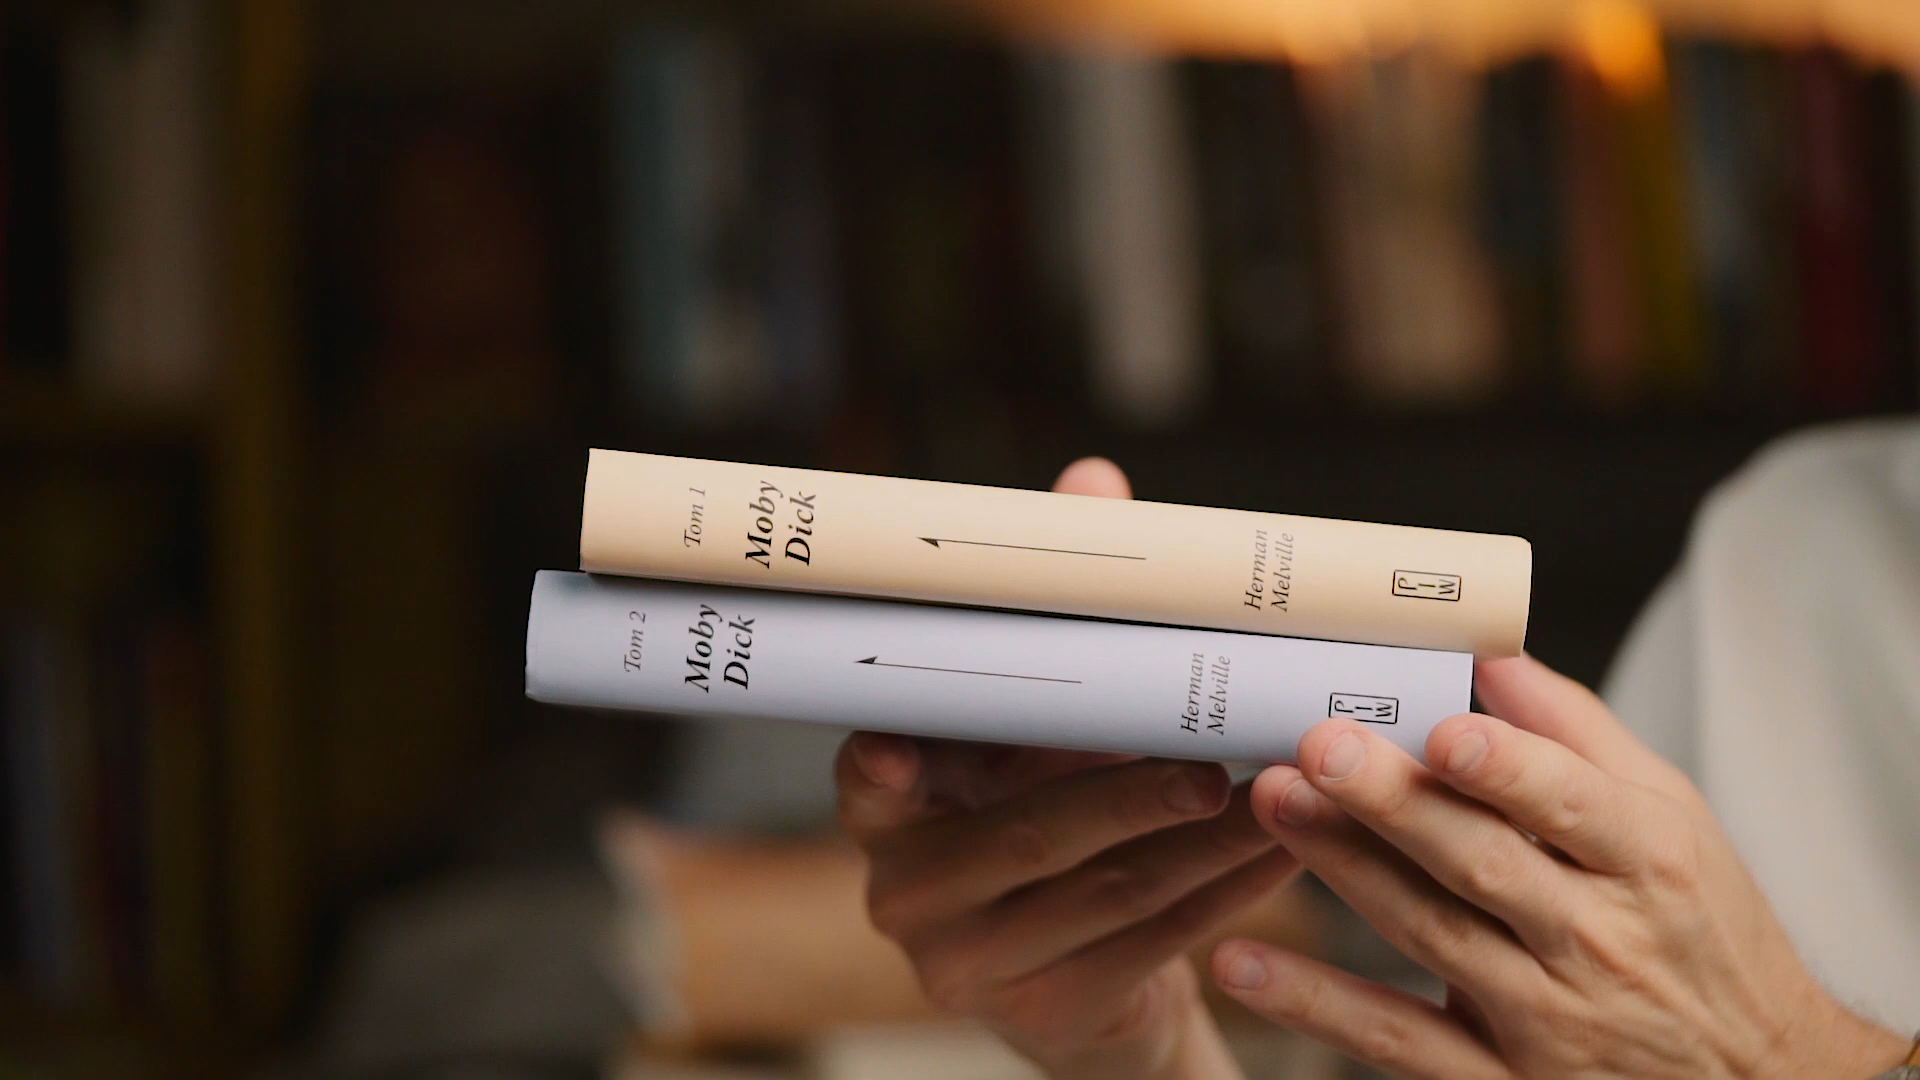 Tom 1
Moby
Dick
Herman
Melville
PIW
Tom 2
Moby
Dick
Herman
Melville
PIW